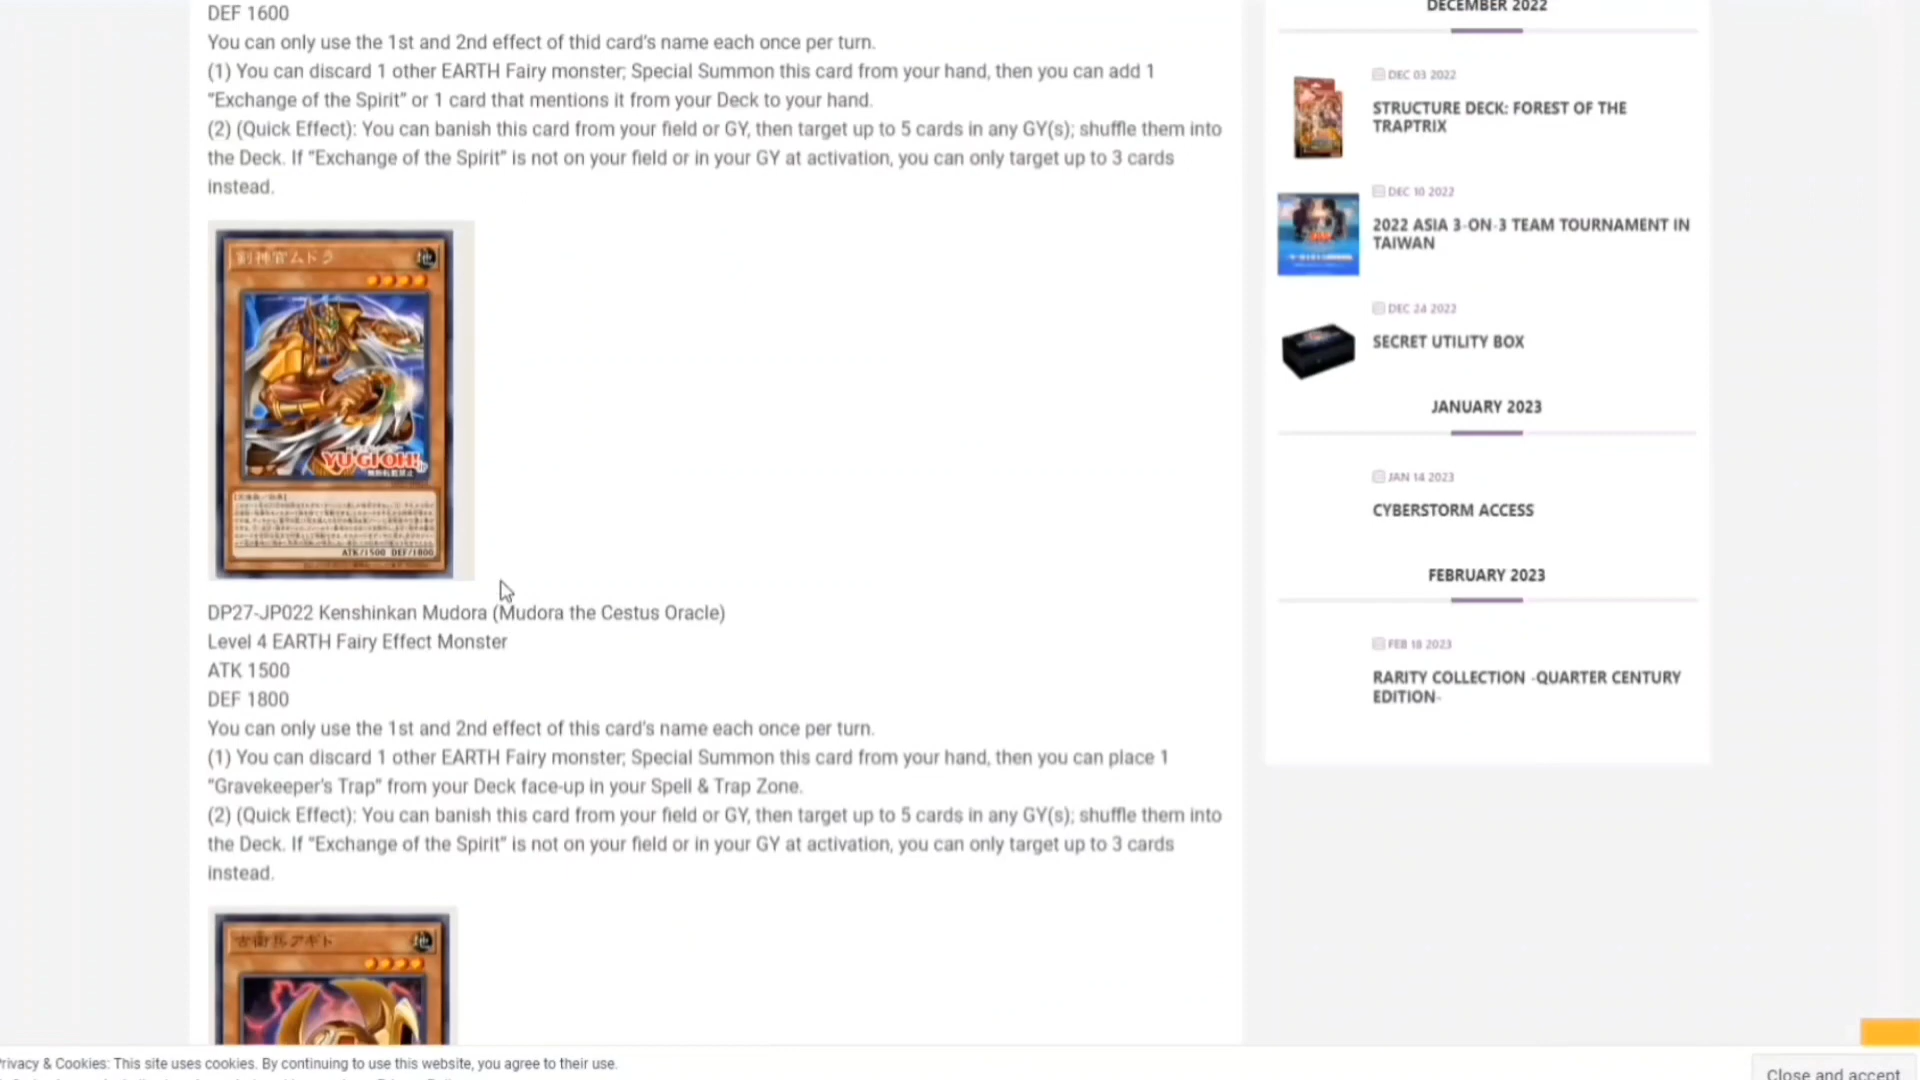 DEF 1600
You can only use the 1st and 2nd effect of thid card's name each once per turn.
(1) You can discard 1 other EARTH Fairy monster; Special Summon this card from your hand, then you can add 1
"Exchange of the Spirit" or 1 card that mentions it from your Deck to your hand.
(2) (Quick Effect): You can banish this card from your field or GY, then target up to 5 cards in any GY(s); shuffle them into
the Deck. If "Exchange of the Spirit" is not on your field or in your GY at activation, you can only target up to 3 cards
instead.
剣神官ムドラ
地
YU-GI-OH!
ATK/1500 DEF/1800
DP27-JP022 Kenshinkan Mudora (Mudora the Cestus Oracle)
Level 4 EARTH Fairy Effect Monster
ATK 1500
DEF 1800
You can only use the 1st and 2nd effect of this card's name each once per turn.
(1) You can discard 1 other EARTH Fairy monster; Special Summon this card from your hand, then you can place 1
"Gravekeeper's Trap" from your Deck face-up in your Spell & Trap Zone.
(2) (Quick Effect): You can banish this card from your field or GY, then target up to 5 cards in any GY(s); shuffle them into
the Deck. If "Exchange of the Spirit" is not on your field or in your GY at activation, you can only target up to 3 cards
instead.
古衛兵アギド
地
DECEMBER 2022
DEC 03 2022
STRUCTURE DECK: FOREST OF THE
TRAPTRIX
DEC 10 2022
2022 ASIA 3-ON-3 TEAM TOURNAMENT IN
TAIWAN
DEC 24 2022
SECRET UTILITY BOX
JANUARY 2023
JAN 14 2023
CYBERSTORM ACCESS
FEBRUARY 2023
FEB 18 2023
RARITY COLLECTION -QUARTER CENTURY
EDITION-
rivacy & Cookies: This site uses cookies. By continuing to use this website, you agree to their use.
Close and accept